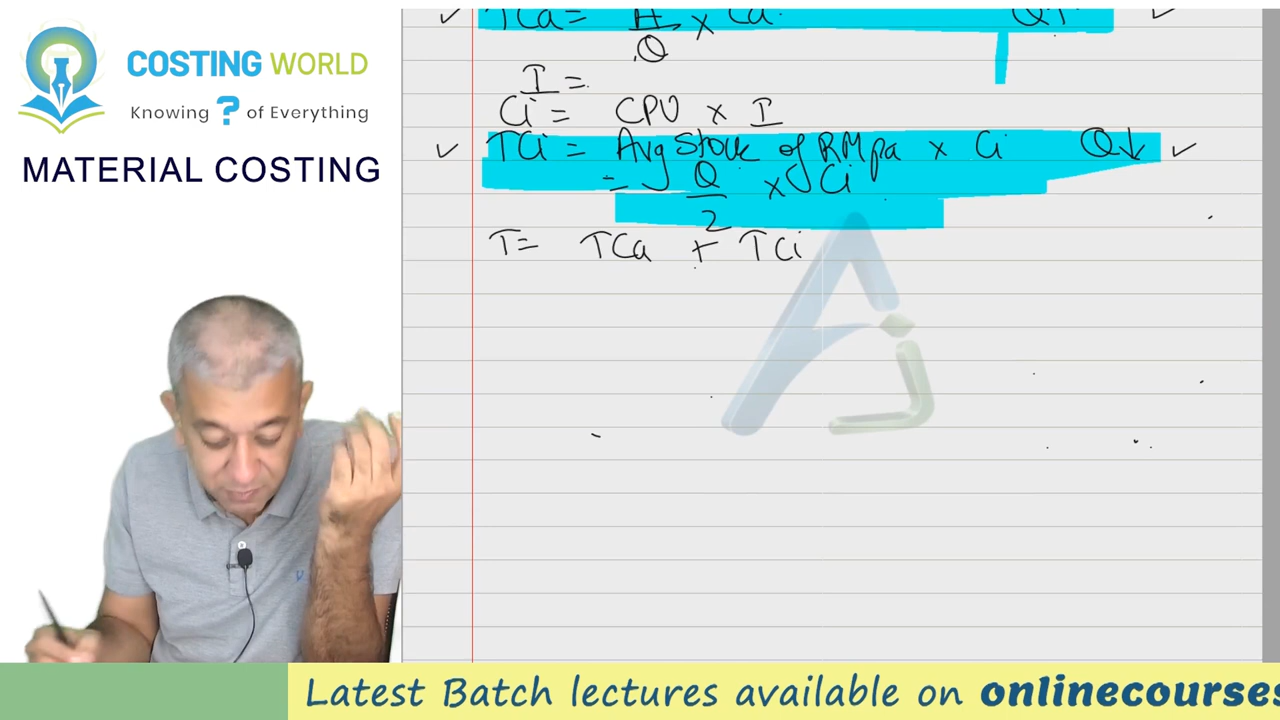 COSTING WORLD
Knowing ? of Everything
MATERIAL COSTING
✓ TCa = A/Q × Ca Q↑ ✓
I =
Ci = CPU × I
✓ TCi = Avg Stock of RM pa × Ci Q↓ ✓
= Q/2 × Ci
T = TCa + TCi
Latest Batch lectures available on onlinecourses